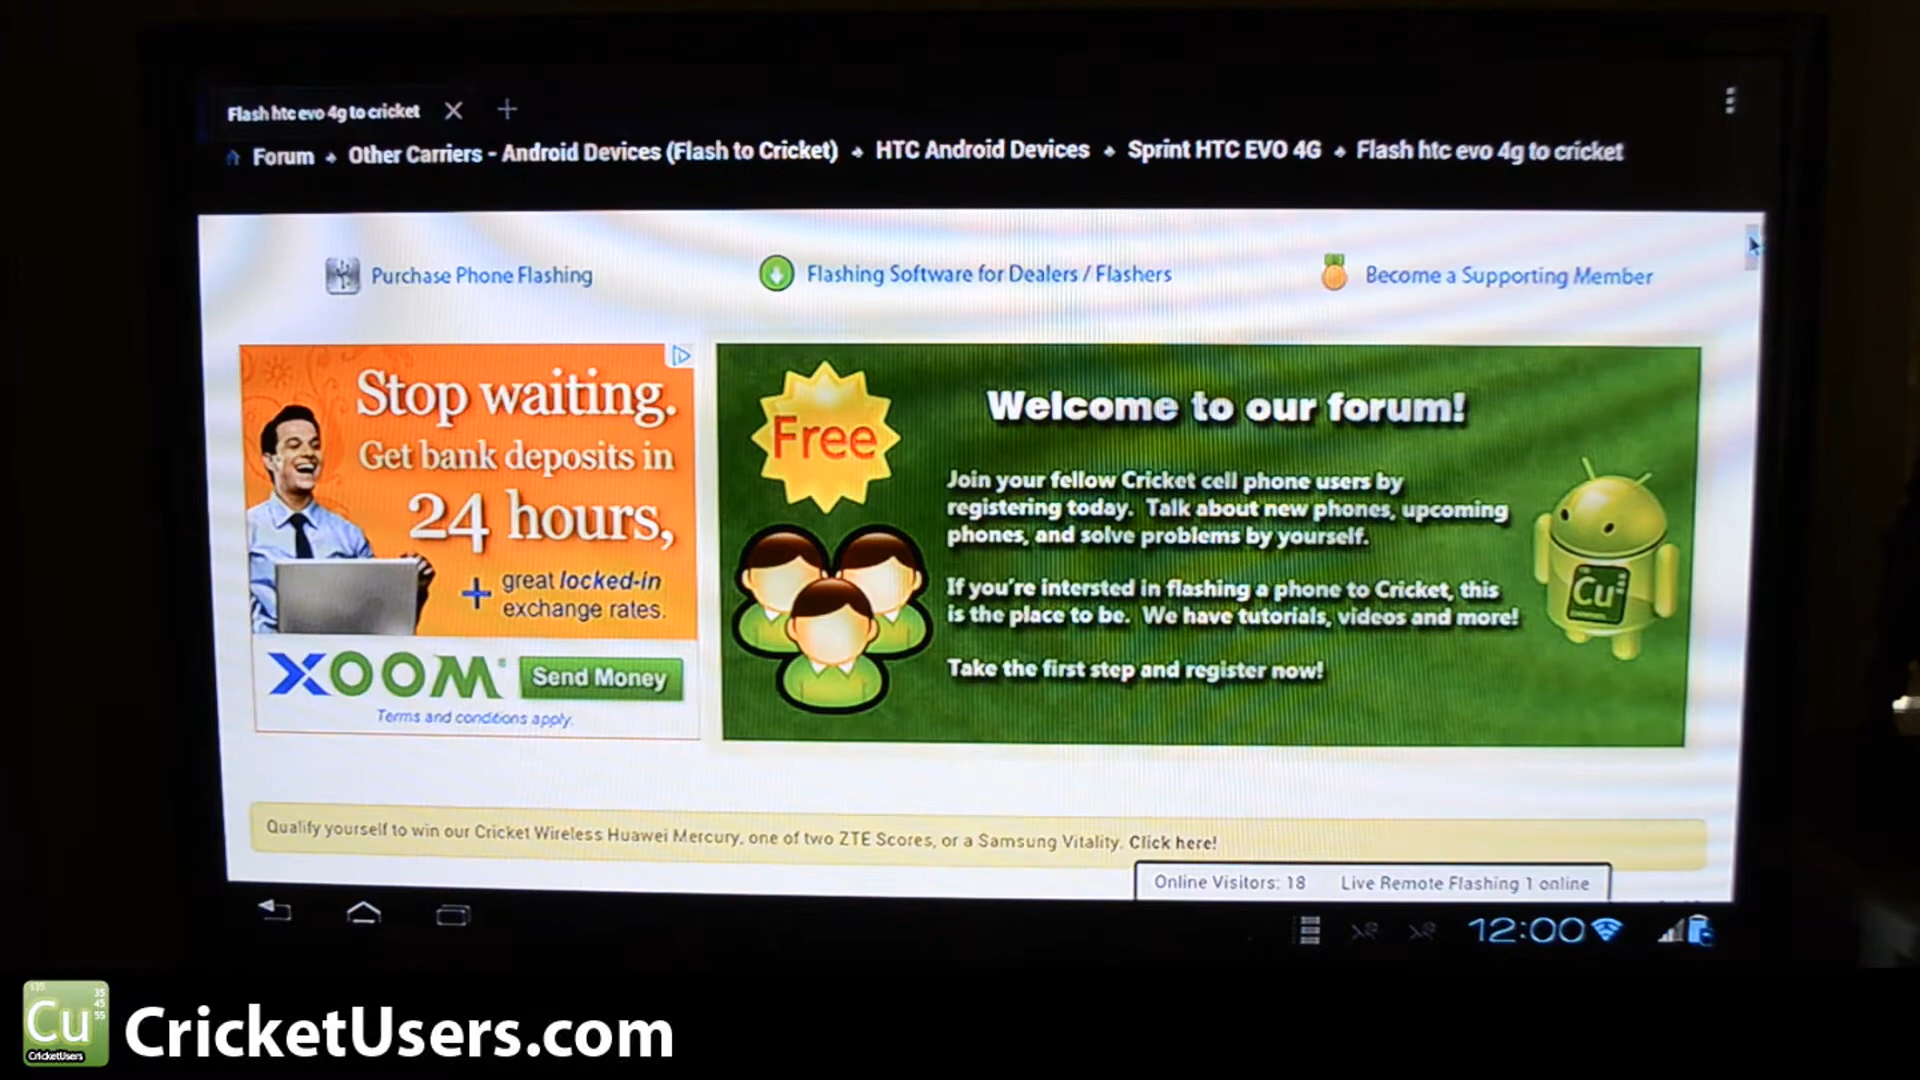 Flash htc evo 4g to cricket
Forum Other Carriers - Android Devices (Flash to Cricket) HTC Android Devices Sprint HTC EVO 4G Flash htc evo 4g to cricket
Purchase Phone Flashing
Flashing Software for Dealers / Flashers
Become a Supporting Member
Stop waiting.
Get bank deposits in
24 hours,
+ great locked-in
exchange rates.
XOOM Send Money
Terms and conditions apply.
Free
Welcome to our forum!
Join your fellow Cricket cell phone users by
registering today. Talk about new phones, upcoming
phones, and solve problems by yourself.
If you're intersted in flashing a phone to Cricket, this
is the place to be. We have tutorials, videos and more!
Take the first step and register now!
Cu
Qualify yourself to win our Cricket Wireless Huawei Mercury, one of two ZTE Scores, or a Samsung Vitality. Click here!
Online Visitors: 18 Live Remote Flashing 1 online
12:00
35
45
55
Cu
CricketUsers
CricketUsers.com